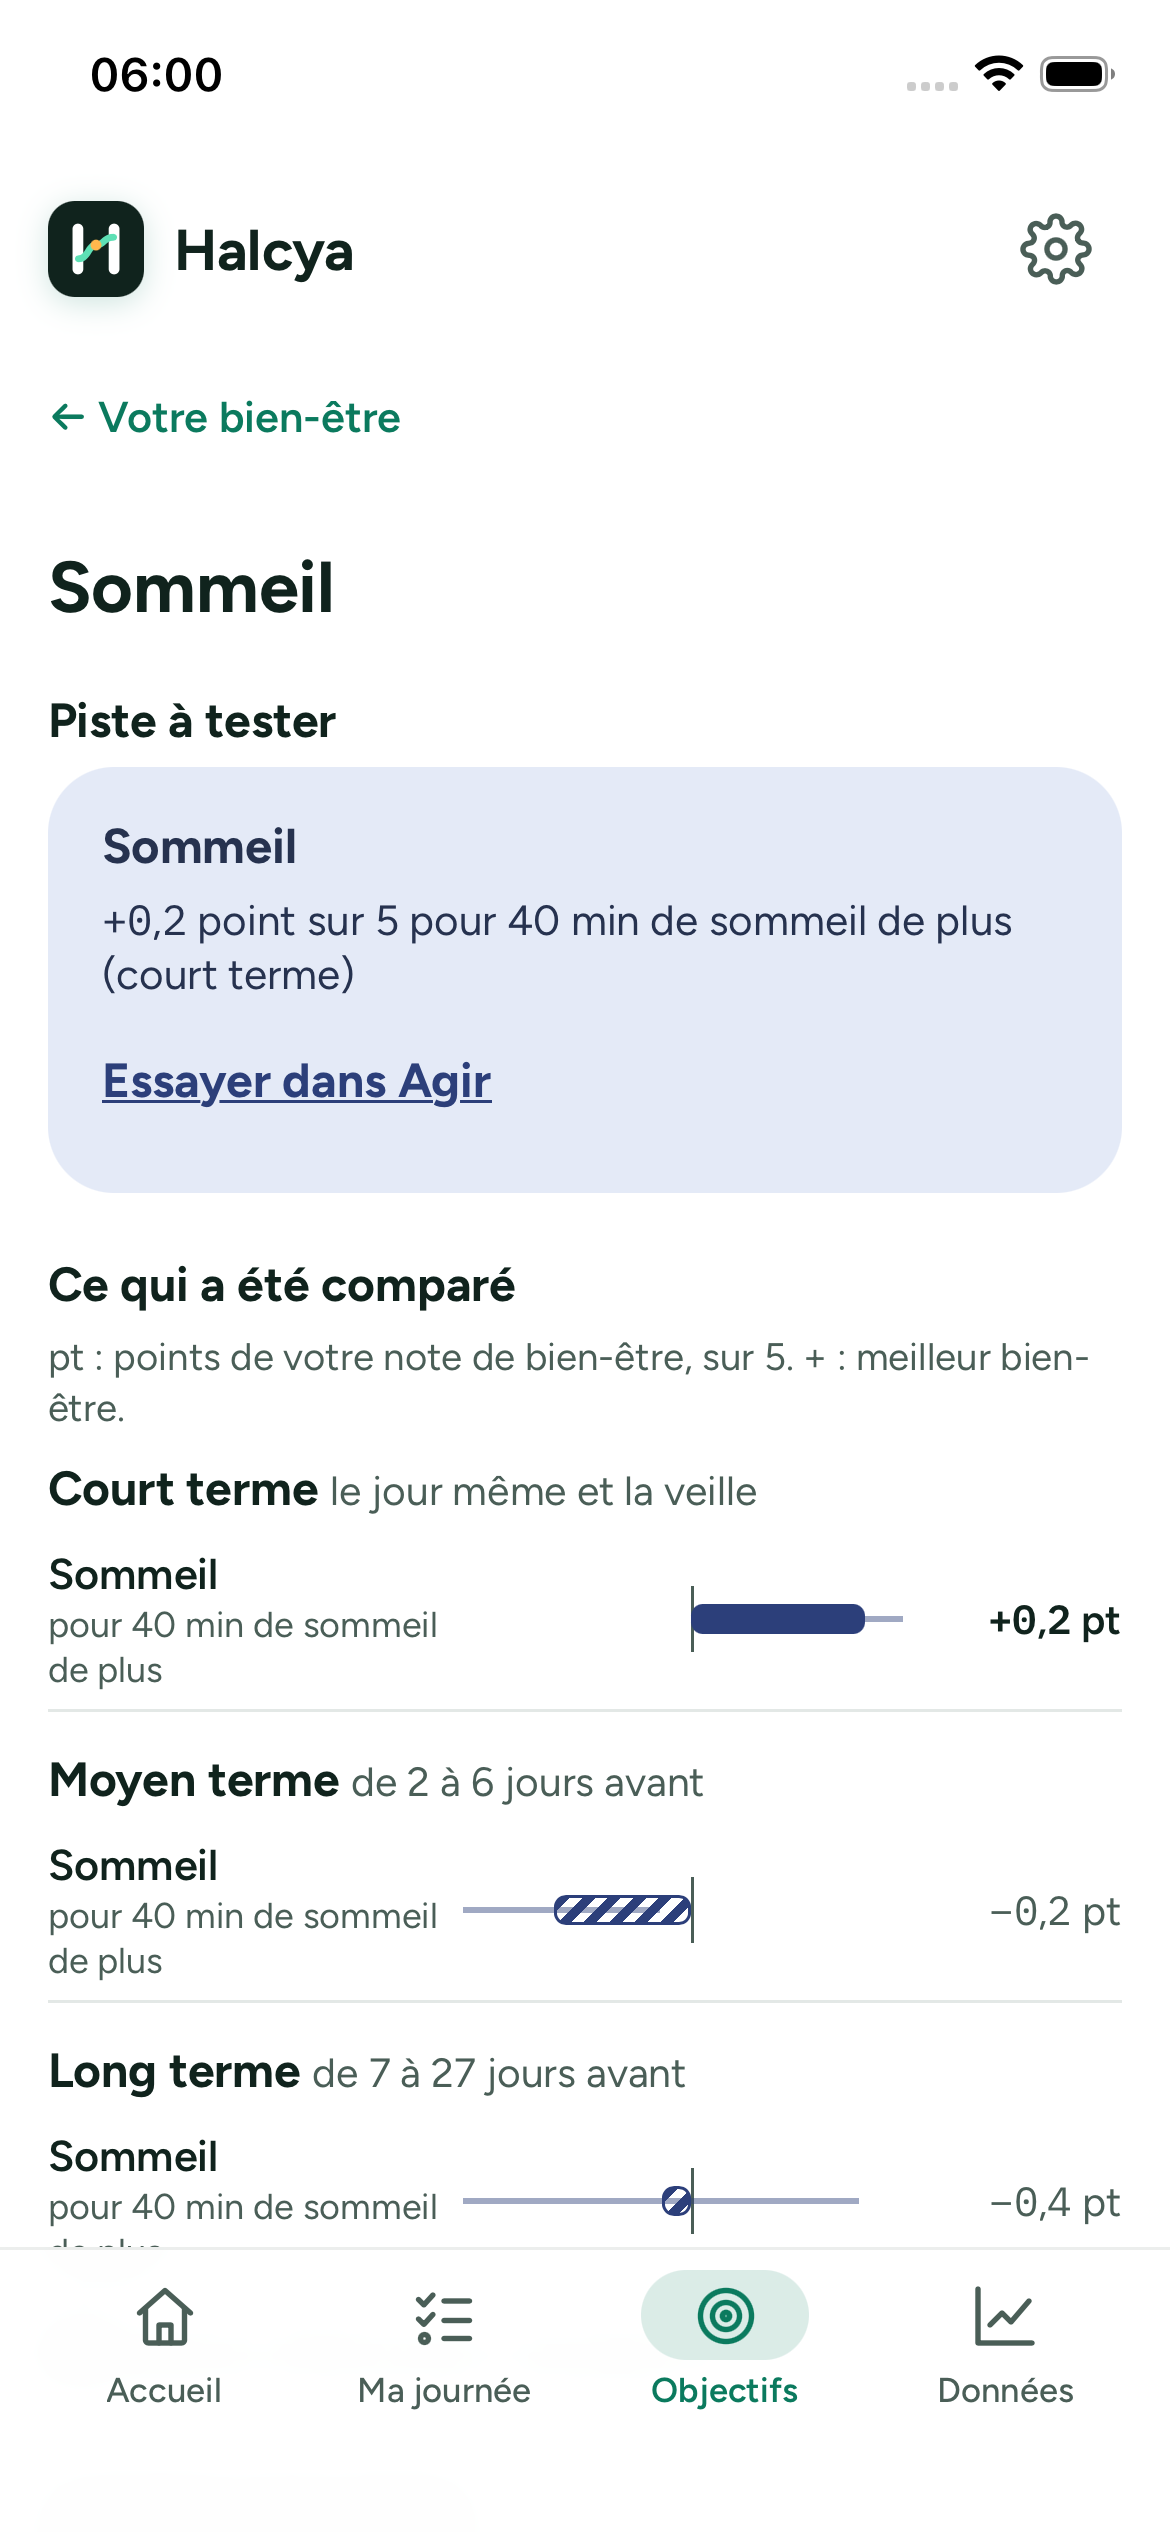 06:00
Halcya
← Votre bien-être
Sommeil
Piste à tester
Sommeil
+0,2 point sur 5 pour 40 min de sommeil de plus
(court terme)
Essayer dans Agir
Ce qui a été comparé
pt : points de votre note de bien-être, sur 5. + : meilleur bien-
être.
Court terme le jour même et la veille
Sommeil
pour 40 min de sommeil
de plus
+0,2 pt
Moyen terme de 2 à 6 jours avant
Sommeil
pour 40 min de sommeil
de plus
−0,2 pt
Long terme de 7 à 27 jours avant
Sommeil
pour 40 min de sommeil
−0,4 pt
Accueil
Ma journée
Objectifs
Données